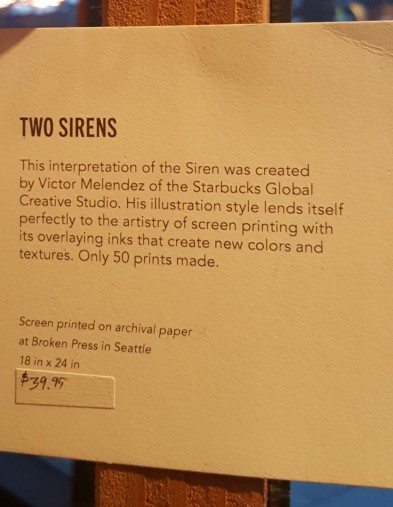 TWO SIRENS
This interpretation of the Siren was created
by Victor Melendez of the Starbucks Global
Creative Studio. His illustration style lends itself
perfectly to the artistry of screen printing with
its overlaying inks that create new colors and
textures. Only 50 prints made.
Screen printed on archival paper
at Broken Press in Seattle
18 in x 24 in
$39.95